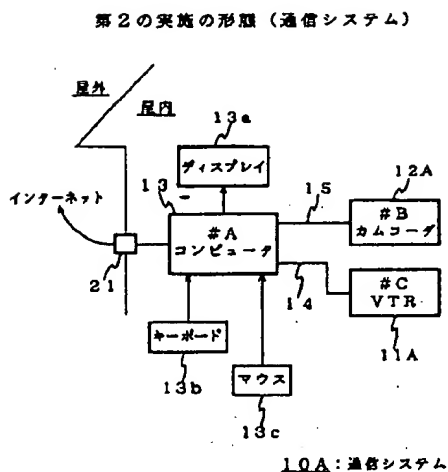 第2の実施の形態(通信システム)
屋外
屋内
13a
ディスプレイ
インターネット
13
15
12A
#A
コンピュータ
#B
カムコーダ
21
14
#C
VTR
11A
キーボード
13b
マウス
13c
10A:通信システム